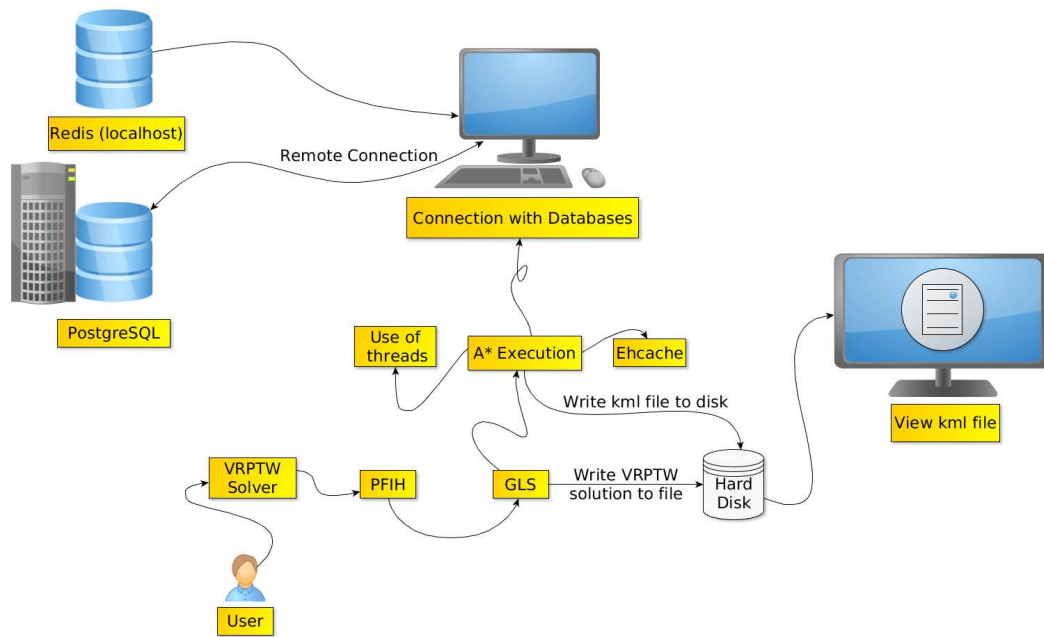 Redis (localhost)
Remote Connection
Connection with Databases
PostgreSQL
Use of
threads
A* Execution
Ehcache
Write kml file to disk
View kml file
VRPTW
Solver
PFIH
GLS
Write VRPTW
solution to file
Hard
Disk
User